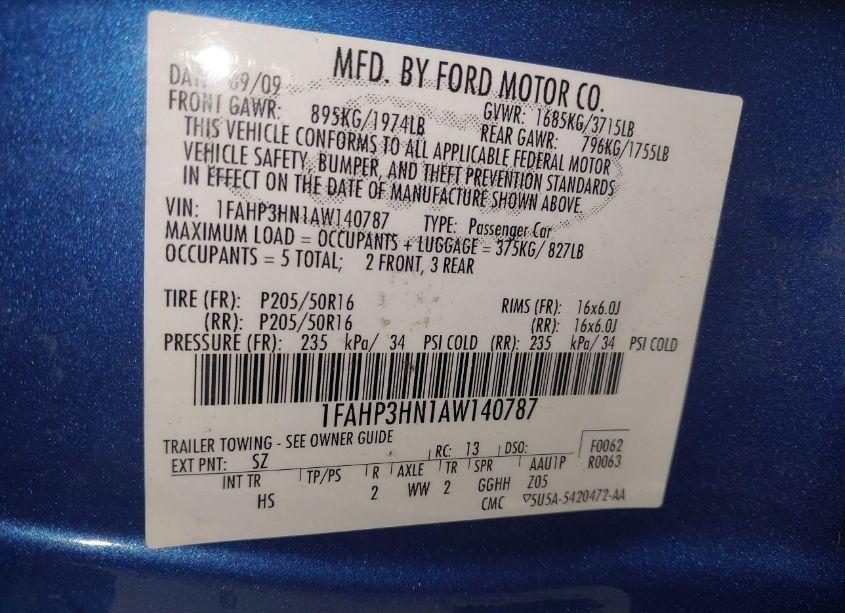 MFD. BY FORD MOTOR CO.
DATE: 09/09 GVWR: 1685KG/3715LB
FRONT GAWR: 895KG/1974LB REAR GAWR: 796KG/1755LB
THIS VEHICLE CONFORMS TO ALL APPLICABLE FEDERAL MOTOR
VEHICLE SAFETY, BUMPER, AND THEFT PREVENTION STANDARDS
IN EFFECT ON THE DATE OF MANUFACTURE SHOWN ABOVE.
VIN: 1FAHP3HN1AW140787 TYPE: Passenger Car
MAXIMUM LOAD = OCCUPANTS + LUGGAGE = 375KG/ 827LB
OCCUPANTS = 5 TOTAL; 2 FRONT, 3 REAR
TIRE (FR): P205/50R16 RIMS (FR): 16x6.0J
(RR): P205/50R16 (RR): 16x6.0J
PRESSURE (FR): 235 kPa/ 34 PSI COLD (RR): 235 kPa/ 34 PSI COLD
1FAHP3HN1AW140787
TRAILER TOWING - SEE OWNER GUIDE
EXT PNT: SZ RC: 13 DSO: F0062
R0063
INT TR TP/PS R AXLE TR SPR AAU1P
HS 2 WW 2 GGHH Z05
CMC 5U5A-5420472-AA